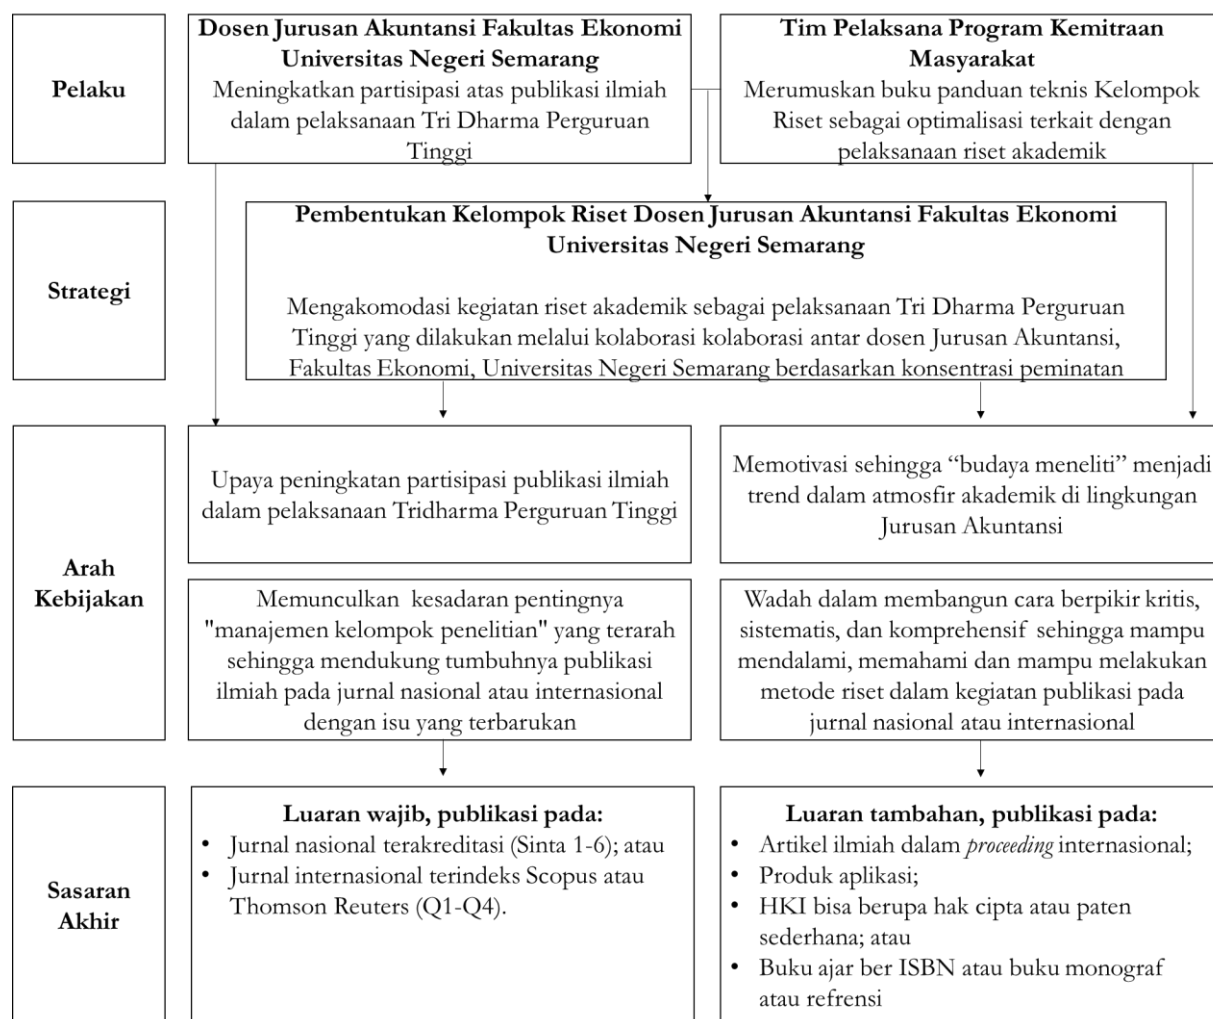 Pelaku
Dosen Jurusan Akuntansi Fakultas Ekonomi
Universitas Negeri Semarang
Meningkatkan partisipasi atas publikasi ilmiah
dalam pelaksanaan Tri Dharma Perguruan
Tinggi
Tim Pelaksana Program Kemitraan
Masyarakat
Merumuskan buku panduan teknis Kelompok
Riset sebagai optimalisasi terkait dengan
pelaksanaan riset akademik
Strategi
Pembentukan Kelompok Riset Dosen Jurusan Akuntansi Fakultas Ekonomi
Universitas Negeri Semarang
Mengakomodasi kegiatan riset akademik sebagai pelaksanaan Tri Dharma Perguruan
Tinggi yang dilakukan melalui kolaborasi kolaborasi antar dosen Jurusan Akuntansi,
Fakultas Ekonomi, Universitas Negeri Semarang berdasarkan konsentrasi peminatan
Arah
Kebijakan
Upaya peningkatan partisipasi publikasi ilmiah
dalam pelaksanaan Tridharma Perguruan Tinggi
Memotivasi sehingga “budaya meneliti” menjadi
trend dalam atmosfir akademik di lingkungan
Jurusan Akuntansi
Memunculkan kesadaran pentingnya
"manajemen kelompok penelitian" yang terarah
sehingga mendukung tumbuhnya publikasi
ilmiah pada jurnal nasional atau internasional
dengan isu yang terbarukan
Wadah dalam membangun cara berpikir kritis,
sistematis, dan komprehensif sehingga mampu
mendalami, memahami dan mampu melakukan
metode riset dalam kegiatan publikasi pada
jurnal nasional atau internasional
Sasaran
Akhir
Luaran wajib, publikasi pada:
• Jurnal nasional terakreditasi (Sinta 1-6); atau
• Jurnal internasional terindeks Scopus atau
Thomson Reuters (Q1-Q4).
Luaran tambahan, publikasi pada:
• Artikel ilmiah dalam proceeding internasional;
• Produk aplikasi;
• HKI bisa berupa hak cipta atau paten
sederhana; atau
• Buku ajar ber ISBN atau buku monograf
atau refrensi